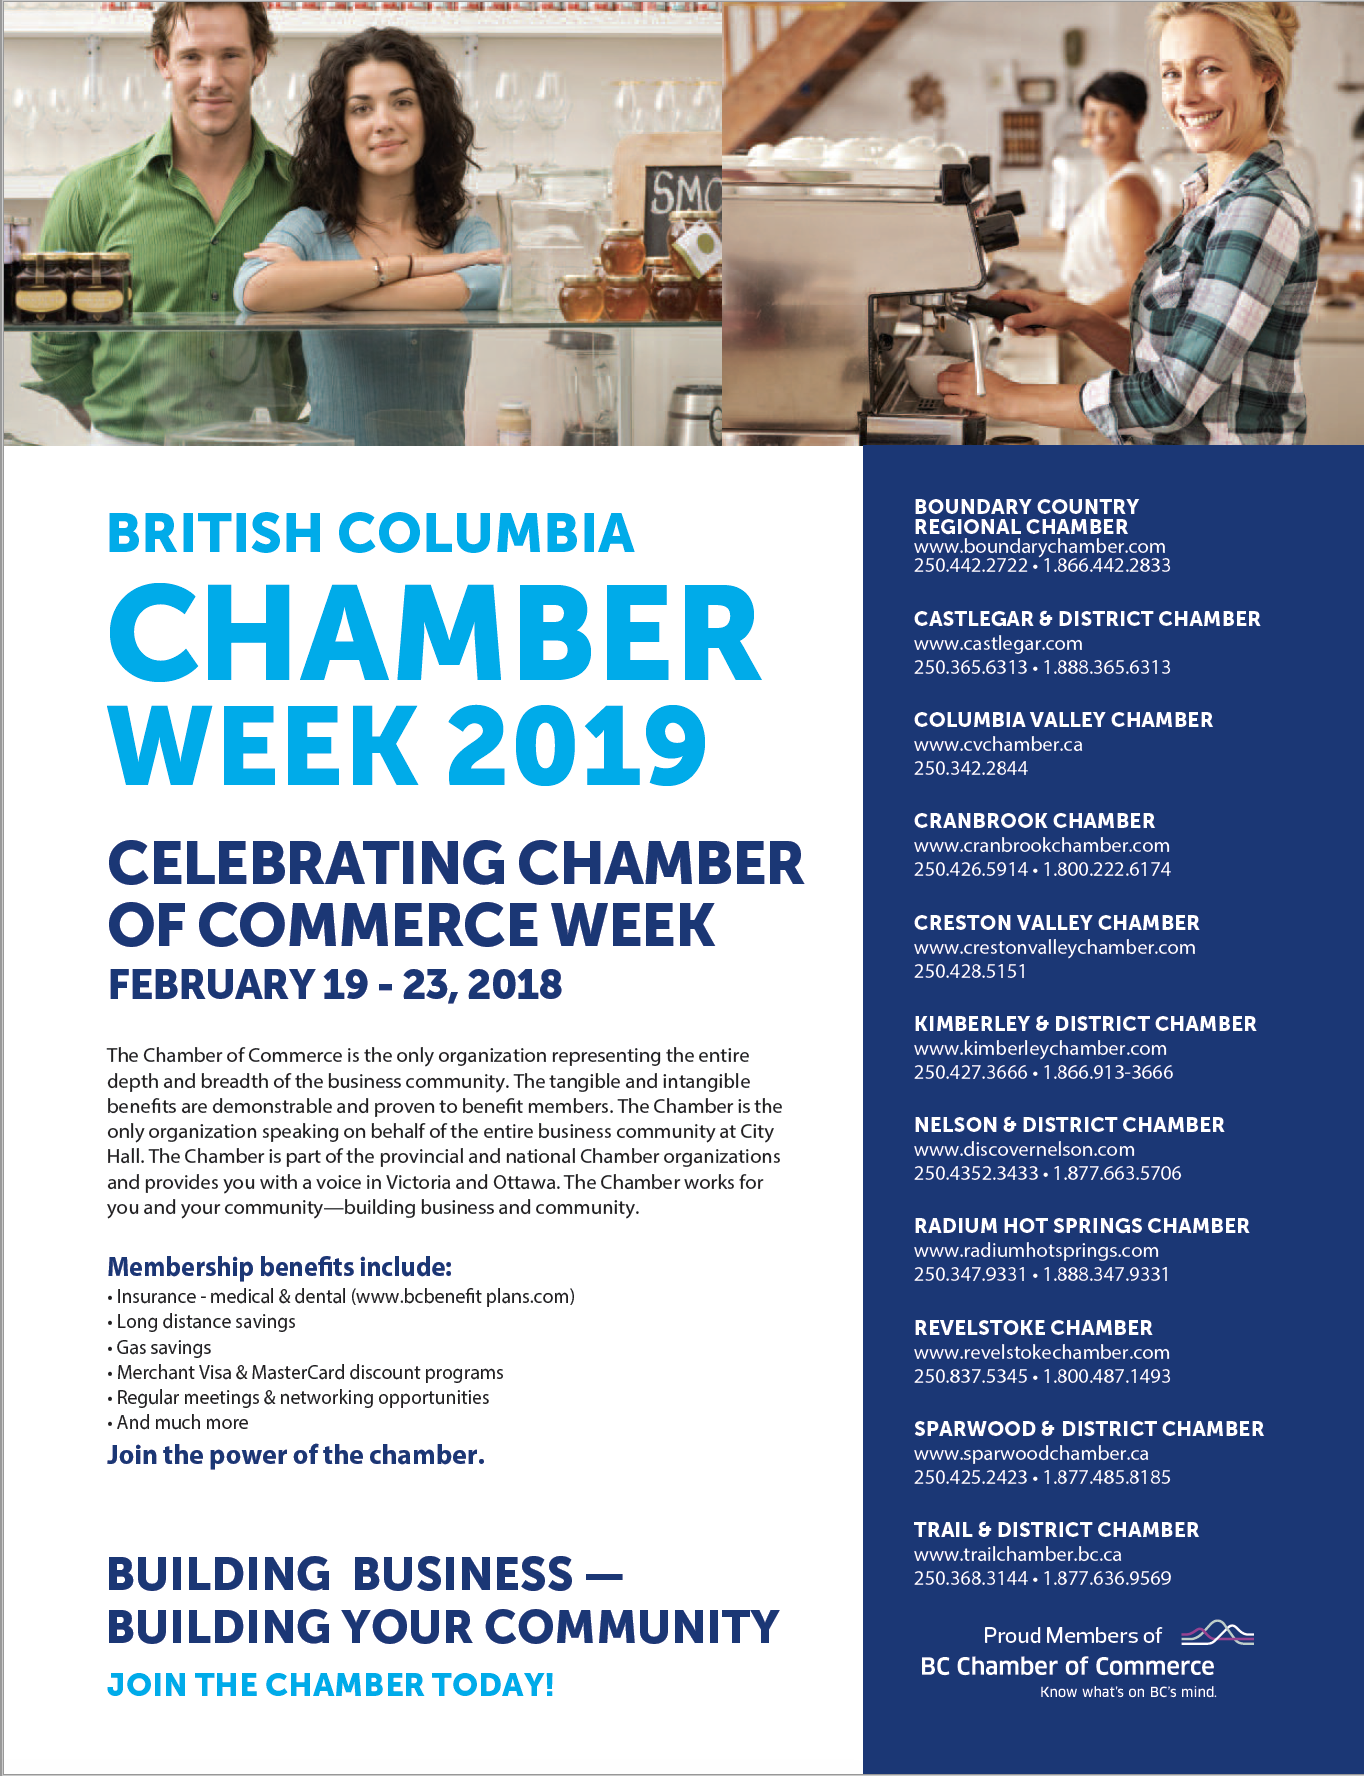 SMO
BRITISH COLUMBIA
CHAMBER
WEEK 2019
CELEBRATING CHAMBER
OF COMMERCE WEEK
FEBRUARY 19 - 23, 2018
The Chamber of Commerce is the only organization representing the entire
depth and breadth of the business community. The tangible and intangible
benefits are demonstrable and proven to benefit members. The Chamber is the
only organization speaking on behalf of the entire business community at City
Hall. The Chamber is part of the provincial and national Chamber organizations
and provides you with a voice in Victoria and Ottawa. The Chamber works for
you and your community—building business and community.
Membership benefits include:
• Insurance - medical & dental (www.bcbenefit plans.com)
• Long distance savings
• Gas savings
• Merchant Visa & MasterCard discount programs
• Regular meetings & networking opportunities
• And much more
Join the power of the chamber.
BUILDING BUSINESS —
BUILDING YOUR COMMUNITY
JOIN THE CHAMBER TODAY!
BOUNDARY COUNTRY
REGIONAL CHAMBER
www.boundarychamber.com
250.442.2722 • 1.866.442.2833
CASTLEGAR & DISTRICT CHAMBER
www.castlegar.com
250.365.6313 • 1.888.365.6313
COLUMBIA VALLEY CHAMBER
www.cvchamber.ca
250.342.2844
CRANBROOK CHAMBER
www.cranbrookchamber.com
250.426.5914 • 1.800.222.6174
CRESTON VALLEY CHAMBER
www.crestonvalleychamber.com
250.428.5151
KIMBERLEY & DISTRICT CHAMBER
www.kimberleychamber.com
250.427.3666 • 1.866.913-3666
NELSON & DISTRICT CHAMBER
www.discovernelson.com
250.4352.3433 • 1.877.663.5706
RADIUM HOT SPRINGS CHAMBER
www.radiumhotsprings.com
250.347.9331 • 1.888.347.9331
REVELSTOKE CHAMBER
www.revelstokechamber.com
250.837.5345 • 1.800.487.1493
SPARWOOD & DISTRICT CHAMBER
www.sparwoodchamber.ca
250.425.2423 • 1.877.485.8185
TRAIL & DISTRICT CHAMBER
www.trailchamber.bc.ca
250.368.3144 • 1.877.636.9569
Proud Members of
BC Chamber of Commerce
Know what's on BC's mind.